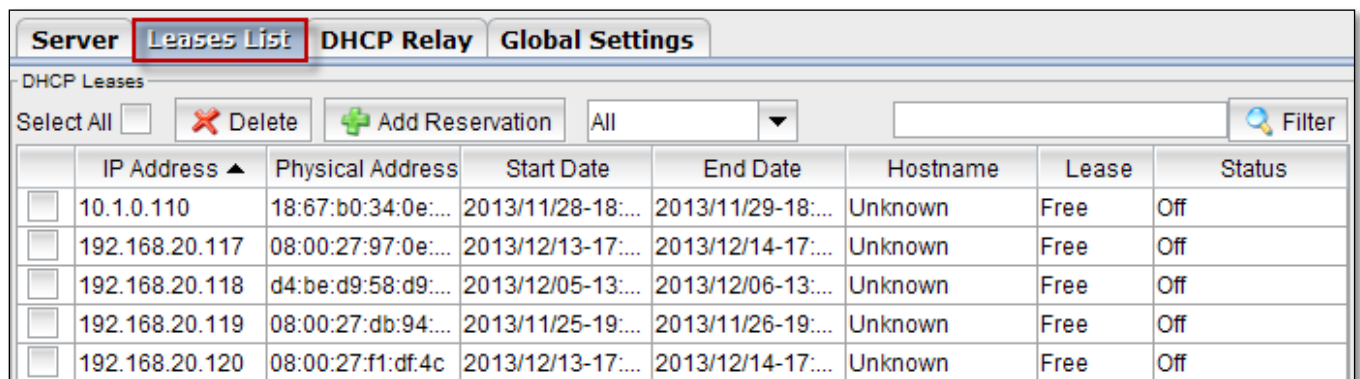 Server Leases List DHCP Relay Global Settings
DHCP Leases
Select All Delete Add Reservation All Filter
IP Address Physical Address Start Date End Date Hostname Lease Status
10.1.0.110 18:67:b0:34:0e:... 2013/11/28-18:... 2013/11/29-18:... Unknown Free Off
192.168.20.117 08:00:27:97:0e:... 2013/12/13-17:... 2013/12/14-17:... Unknown Free Off
192.168.20.118 d4:be:d9:58:d9:... 2013/12/05-13:... 2013/12/06-13:... Unknown Free Off
192.168.20.119 08:00:27:db:94:... 2013/11/25-19:... 2013/11/26-19:... Unknown Free Off
192.168.20.120 08:00:27:f1:df:4c 2013/12/13-17:... 2013/12/14-17:... Unknown Free Off